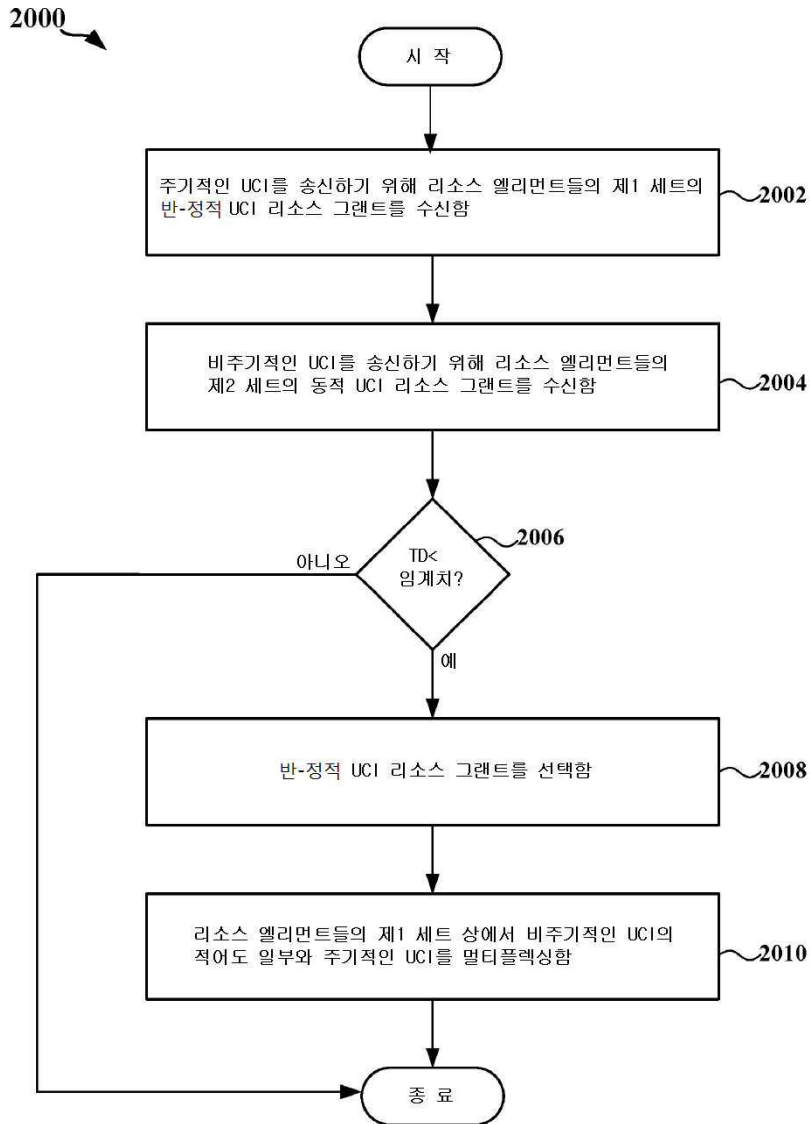 2000
시 작
주기적인 UCI를 송신하기 위해 리소스 엘리먼트들의 제1 세트의
반-정적 UCI 리소스 그랜트를 수신함
2002
비주기적인 UCI를 송신하기 위해 리소스 엘리먼트들의
제2 세트의 동적 UCI 리소스 그랜트를 수신함
2004
2006
아니오
TD<
임계치?
예
반-정적 UCI 리소스 그랜트를 선택함
2008
리소스 엘리먼트들의 제1 세트 상에서 비주기적인 UCI의
적어도 일부와 주기적인 UCI를 멀티플렉싱함
2010
종 료